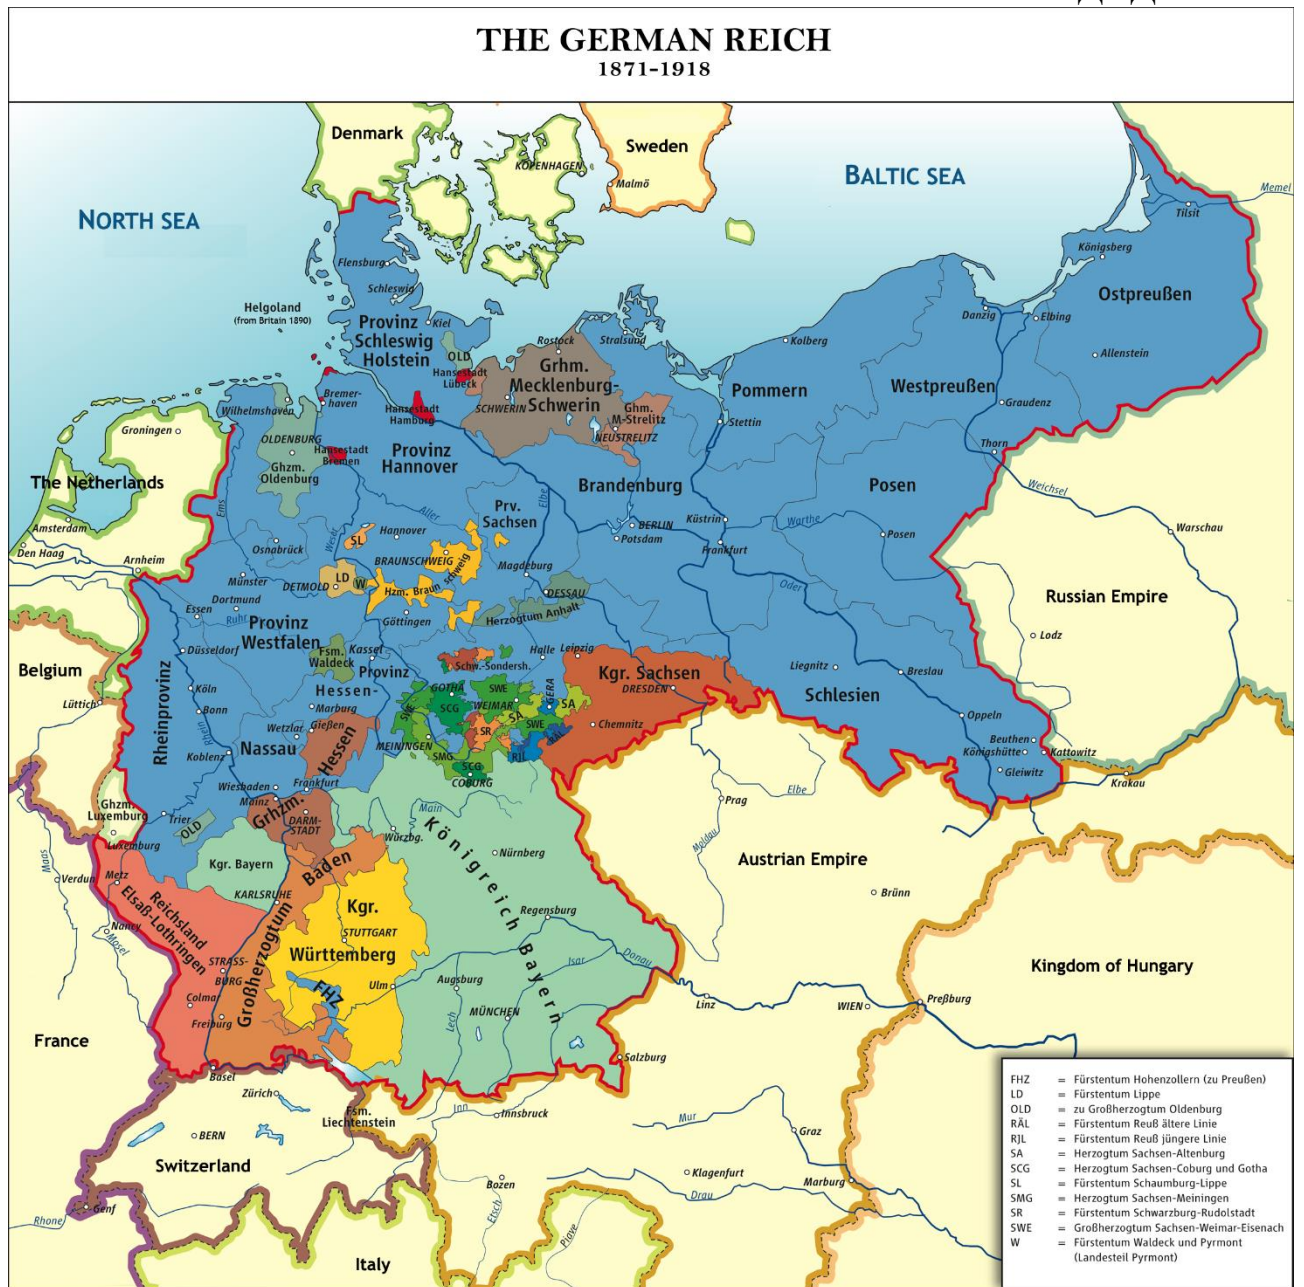 THE GERMAN REICH
1871-1918
Denmark
Sweden
KOPENHAGEN
Malmö
BALTIC SEA
NORTH SEA
Memel
Tilsit
Königsberg
Flensburg
Schleswig
Ostpreußen
Helgoland
(from Britain 1890)
Provinz
Schleswig
Holstein
Kiel
Danzig
Elbing
Rostock
Stralsund
Kolberg
OLD
Hansestadt
Lübeck
Grhm.
Mecklenburg-
Schwerin
SCHWERIN
Allenstein
Pommern
Westpreußen
Wilhelmshaven
Bremer-
haven
Hansestadt
Hamburg
Ghm.
M-Strelitz
NEUSTRELITZ
Stettin
Graudenz
Groningen
OLDENBURG
Ghzm.
Oldenburg
Hansestadt
Bremen
Provinz
Hannover
Thorn
The Netherlands
Brandenburg
Posen
Weichsel
Ems
Aller
Elbe
Prv.
Sachsen
Amsterdam
Den Haag
Arnheim
Osnabrück
Weser
SL
Hannover
BRAUNSCHWEIG
BERLIN
Potsdam
Küstrin
Frankfurt
Warthe
Posen
Warschau
Münster
DETMOLD
LD
W
Hzm. Braun
schweig
Magdeburg
DESSAU
Oder
Dortmund
Essen
Ruhr
Göttingen
Herzogtum Anhalt
Russian Empire
Lodz
Provinz
Westfalen
Düsseldorf
Fsm.
Waldeck
Kassel
Provinz
Hessen-
Nassau
Schw.-Sondersh.
Halle
Leipzig
Kgr. Sachsen
DRESDEN
Liegnitz
Breslau
Schlesien
Belgium
Lüttich
Rheinprovinz
Köln
Bonn
Rhein
Marburg
Wetzlar
Gießen
Hessen
GOTHA
SCG
SWE
WEIMAR
SWE
GERA
SA
SA
SWE
SR
Chemnitz
Oppeln
MEININGEN
SMG
RJL
RÄL
SCG
COBURG
Koblenz
Beuthen
Königshütte
Kattowitz
Gleiwitz
Krakau
Wiesbaden
Frankfurt
Mainz
Grhzm.
DARM-
STADT
Main
Würzbg.
Elbe
Prag
Moldau
Ghzm.
Luxemburg
Luxemburg
Trier
OLD
Kgr. Bayern
Königreich Bayern
Nürnberg
Austrian Empire
Brünn
Maas
Verdun
Metz
Reichsland
Elsaß-Lothringen
KARLSRUHE
Großherzogtum
Baden
Kgr.
Württemberg
STUTTGART
Regensburg
Nancy
Mosel
STRASS-
BURG
Colmar
Freiburg
FHZ
Ulm
Augsburg
Isar
Donau
Lech
MÜNCHEN
Linz
WIEN
Preßburg
Kingdom of Hungary
France
Basel
Zürich
Salzburg
Fsm.
Liechtenstein
Inn
Innsbruck
BERN
Switzerland
Mur
Graz
Klagenfurt
Marburg
Drau
Bozen
Etsch
Piave
Genf
Rhone
Italy
FHZ = Fürstentum Hohenzollern (zu Preußen)
LD = Fürstentum Lippe
OLD = zu Großherzogtum Oldenburg
RÄL = Fürstentum Reuß ältere Linie
RJL = Fürstentum Reuß jüngere Linie
SA = Herzogtum Sachsen-Altenburg
SCG = Herzogtum Sachsen-Coburg und Gotha
SL = Fürstentum Schaumburg-Lippe
SMG = Herzogtum Sachsen-Meiningen
SR = Fürstentum Schwarzburg-Rudolstadt
SWE = Großherzogtum Sachsen-Weimar-Eisenach
W = Fürstentum Waldeck und Pyrmont
(Landesteil Pyrmont)